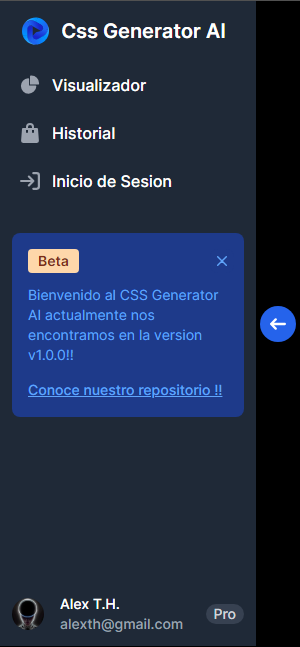 Css Generator AI
Visualizador
Historial
Inicio de Sesion
Beta
Bienvenido al CSS Generator
AI actualmente nos
encontramos en la version
v1.0.0!!
Conoce nuestro repositorio !!
Alex T.H.
alexth@gmail.com
Pro